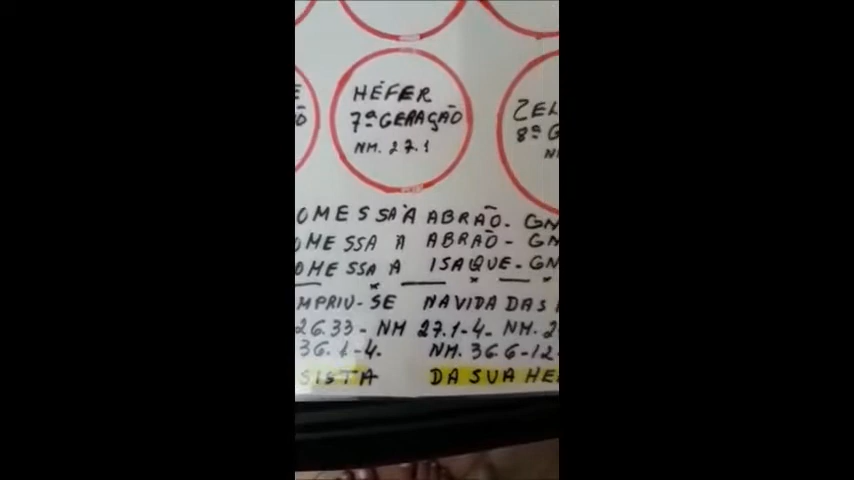 HÉFER
7ª GERAÇÃO
NM. 27.1
8ª
OMESSA À ABRÃO. GN
OMESSA A ABRÃO - GN
OMESSA A ISAQUE - GN
MPRIU-SE NA VIDA DAS
26.33 - NM 27.1-4. NM. 2
36.1-4. NM. 36.6-12
SISTA DA SUA HE